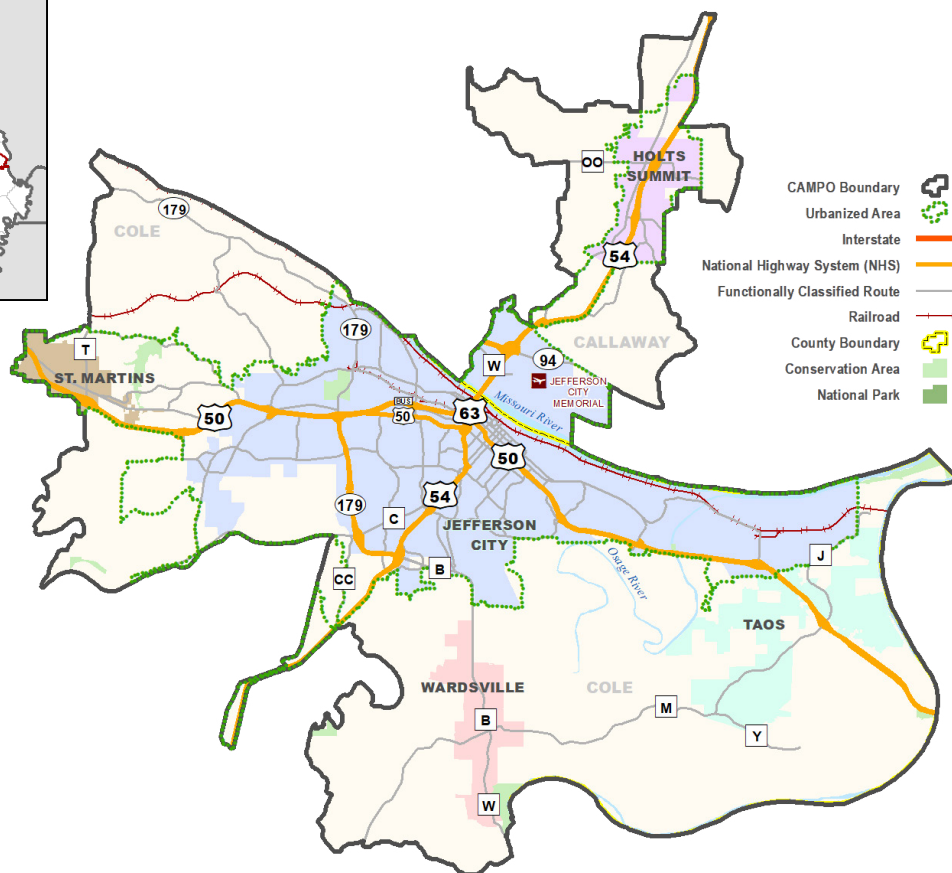 HOLTS
SUMMIT
OO
54
179
COLE
CAMPO Boundary
Urbanized Area
Interstate
National Highway System (NHS)
Functionally Classified Route
Railroad
County Boundary
Conservation Area
National Park
179
T
ST. MARTINS
W
94
CALLAWAY
JEFFERSON
CITY
MEMORIAL
Missouri River
50
BUS
50
63
50
54
179
C
JEFFERSON
CITY
B
CC
Osage River
J
TAOS
WARDSVILLE
COLE
M
B
Y
W